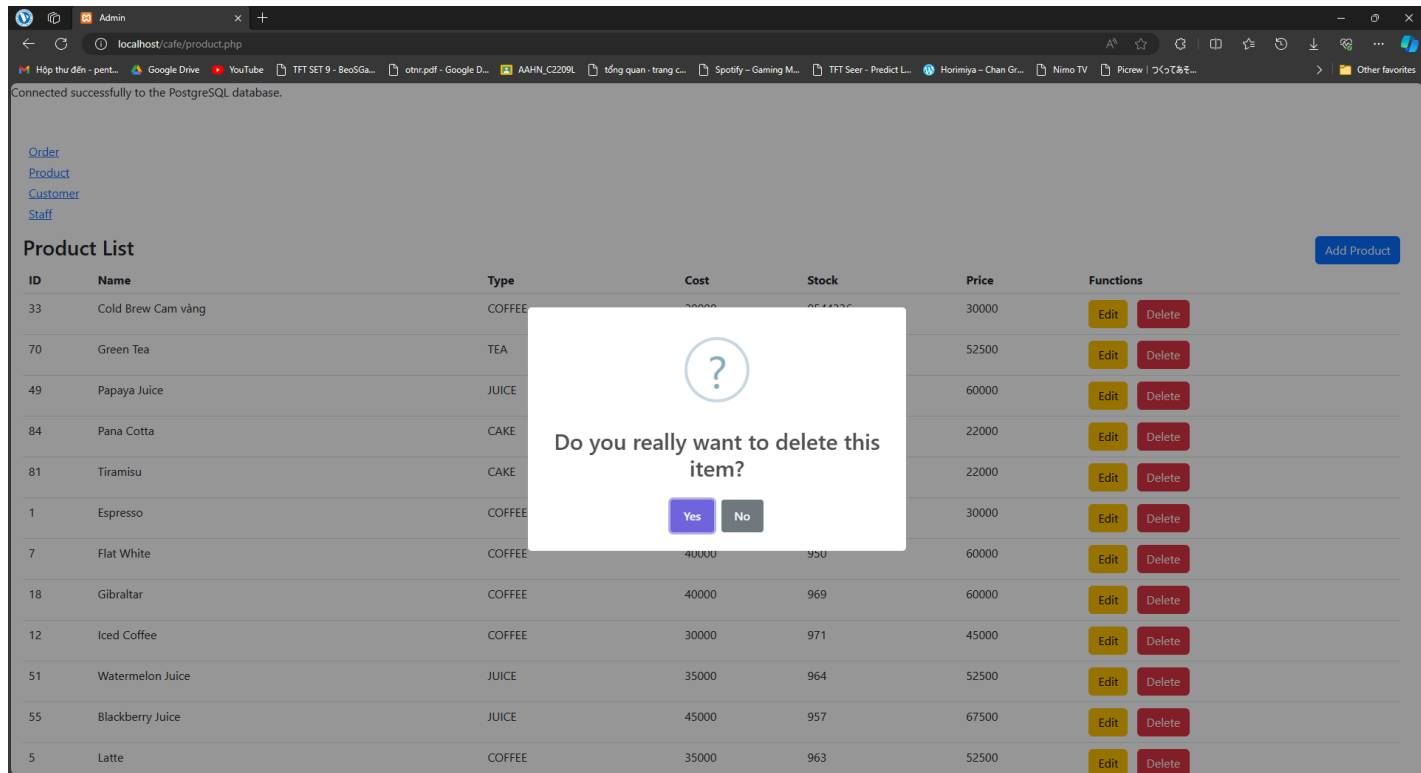 Admin
localhost/cafe/product.php
Hộp thư đến - pent... Google Drive YouTube TFT SET 9 - BeoSGa... otnr.pdf - Google D... AAHN_C2209L tổng quan · trang c... Spotify – Gaming M... TFT Seer - Predict L... Horimiya – Chan Gr... Nimo TV Picrew | つくってあそ... Other favorites
Connected successfully to the PostgreSQL database.
Order
Product
Customer
Staff
Product List Add Product
ID Name Type Cost Stock Price Functions
33 Cold Brew Cam vàng COFFEE 30000 Edit Delete
70 Green Tea TEA 52500 Edit Delete
49 Papaya Juice JUICE 60000 Edit Delete
84 Pana Cotta CAKE 22000 Edit Delete
81 Tiramisu CAKE 22000 Edit Delete
1 Espresso COFFEE 30000 Edit Delete
7 Flat White COFFEE 40000 950 60000 Edit Delete
18 Gibraltar COFFEE 40000 969 60000 Edit Delete
12 Iced Coffee COFFEE 30000 971 45000 Edit Delete
51 Watermelon Juice JUICE 35000 964 52500 Edit Delete
55 Blackberry Juice JUICE 45000 957 67500 Edit Delete
5 Latte COFFEE 35000 963 52500 Edit Delete
?
Do you really want to delete this
item?
Yes No